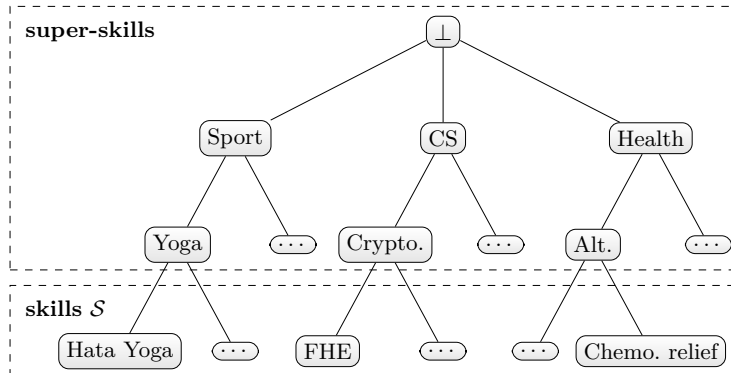 super-skills
⊥
Sport CS Health
Yoga ··· Crypto. ··· Alt. ···
skills 𝒮
Hata Yoga ··· FHE ··· ··· Chemo. relief